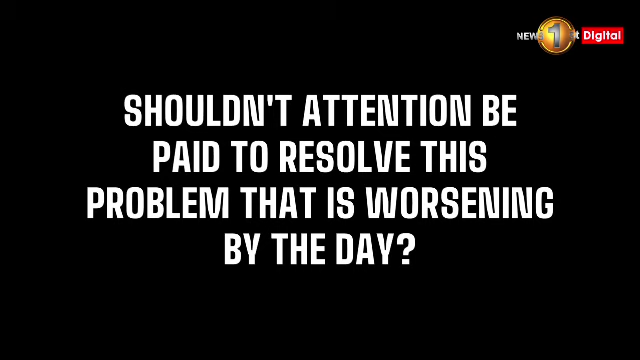 NEWS 1st Digital
SHOULDN'T ATTENTION BE
PAID TO RESOLVE THIS
PROBLEM THAT IS WORSENING
BY THE DAY?